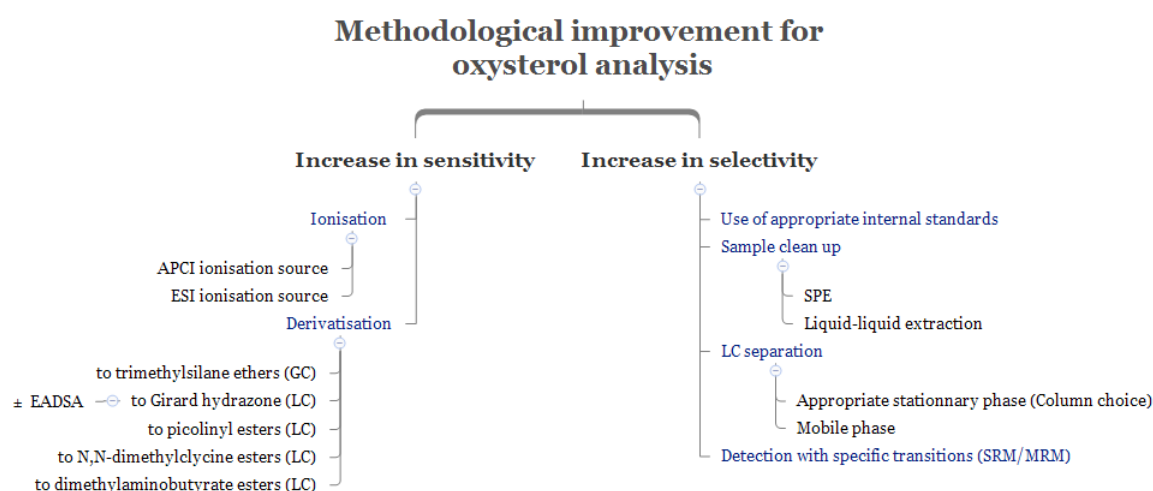 Methodological improvement for
oxysterol analysis
Increase in sensitivity
Ionisation
APCI ionisation source
ESI ionisation source
Derivatisation
to trimethylsilane ethers (GC)
± EADSA to Girard hydrazone (LC)
to picolinyl esters (LC)
to N,N-dimethylclycine esters (LC)
to dimethylaminobutyrate esters (LC)
Increase in selectivity
Use of appropriate internal standards
Sample clean up
SPE
Liquid-liquid extraction
LC separation
Appropriate stationnary phase (Column choice)
Mobile phase
Detection with specific transitions (SRM/MRM)